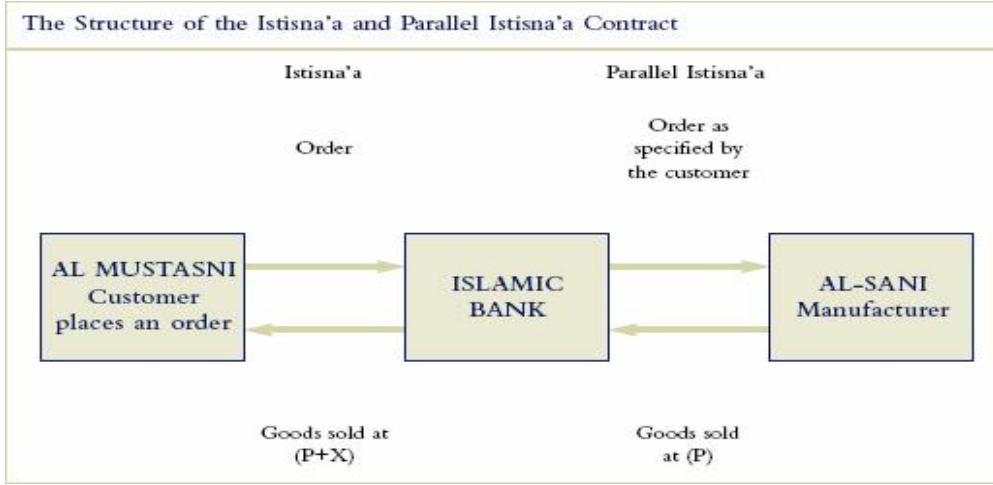 The Structure of the Istisna'a and Parallel Istisna'a Contract
Istisna'a
Parallel Istisna'a
Order
Order as
specified by
the customer
AL MUSTASNI
Customer
places an order
ISLAMIC
BANK
AL-SANI
Manufacturer
Goods sold at
(P+X)
Goods sold
at (P)